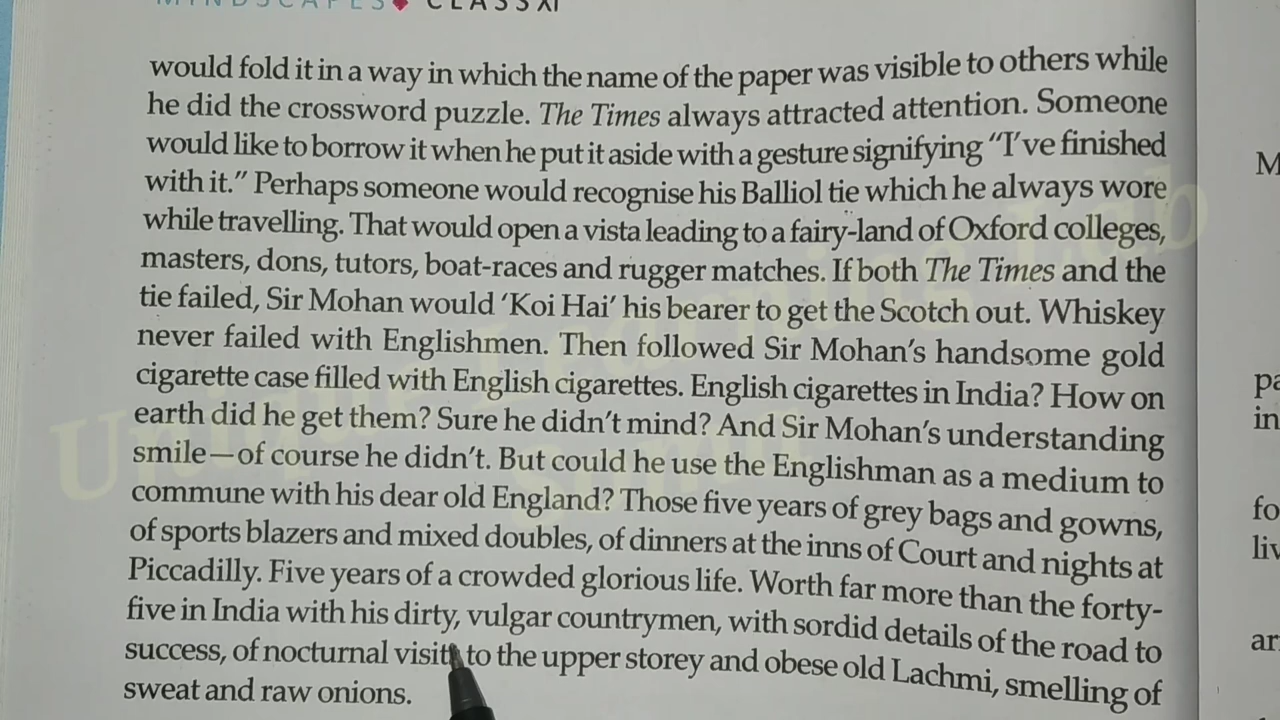 MINDSCAPES ♦ CLASS XI
would fold it in a way in which the name of the paper was visible to others while
he did the crossword puzzle. The Times always attracted attention. Someone
would like to borrow it when he put it aside with a gesture signifying "I've finished
with it." Perhaps someone would recognise his Balliol tie which he always wore
while travelling. That would open a vista leading to a fairy-land of Oxford colleges,
masters, dons, tutors, boat-races and rugger matches. If both The Times and the
tie failed, Sir Mohan would 'Koi Hai' his bearer to get the Scotch out. Whiskey
never failed with Englishmen. Then followed Sir Mohan's handsome gold
cigarette case filled with English cigarettes. English cigarettes in India? How on
earth did he get them? Sure he didn't mind? And Sir Mohan's understanding
smile—of course he didn't. But could he use the Englishman as a medium to
commune with his dear old England? Those five years of grey bags and gowns,
of sports blazers and mixed doubles, of dinners at the inns of Court and nights at
Piccadilly. Five years of a crowded glorious life. Worth far more than the forty-
five in India with his dirty, vulgar countrymen, with sordid details of the road to
success, of nocturnal visits to the upper storey and obese old Lachmi, smelling of
sweat and raw onions.
Unique Learning Lab